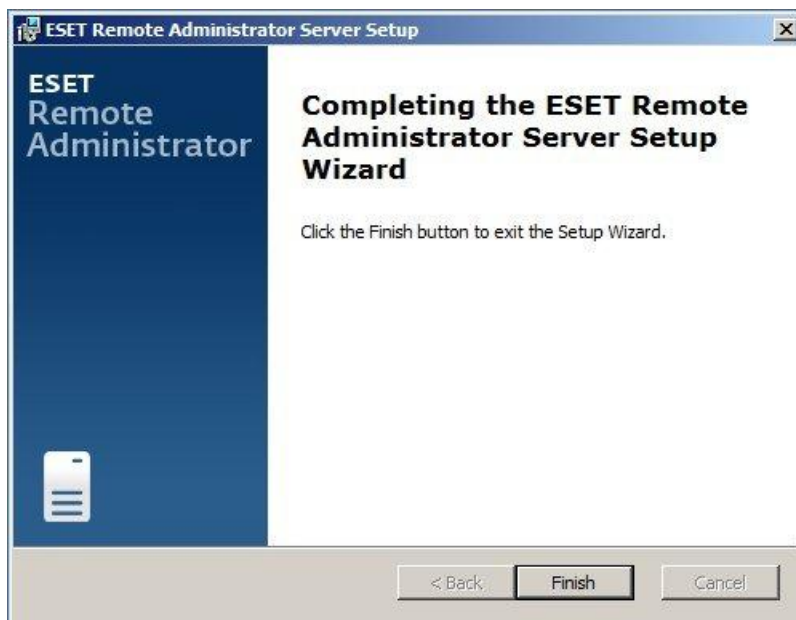 ESET Remote Administrator Server Setup
ESET
Remote
Administrator
Completing the ESET Remote
Administrator Server Setup
Wizard
Click the Finish button to exit the Setup Wizard.
< Back
Finish
Cancel